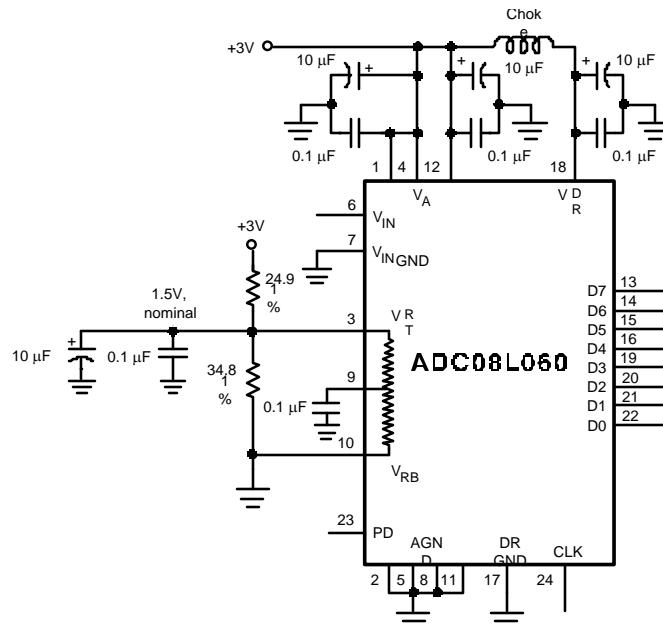 Chok
e
+3V
10 µF
+
+
10 µF
+
10 µF
0.1 µF
0.1 µF
0.1 µF
1
4
12
18
V
A
V
D
R
6
V
IN
+3V
7
V
IN
GND
24.9
1
%
1.5V,
nominal
3
V
R
T
13
D7
14
D6
15
D5
16
D4
19
D3
20
D2
21
D1
22
D0
ADC08L060
+
10 µF
0.1 µF
34.8
1
%
9
0.1 µF
10
V
RB
23
PD
AGN
D
DR
GND
CLK
2
5
8
11
17
24